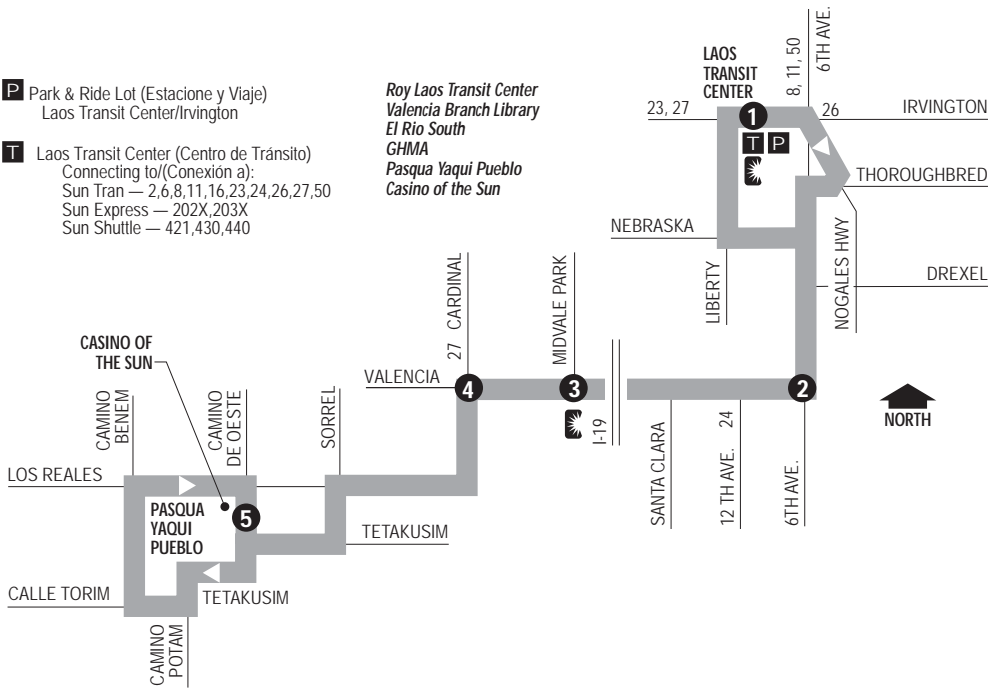 P Park & Ride Lot (Estacione y Viaje)
Laos Transit Center/Irvington
T Laos Transit Center (Centro de Tránsito)
Connecting to/(Conexión a):
Sun Tran — 2,6,8,11,16,23,24,26,27,50
Sun Express — 202X,203X
Sun Shuttle — 421,430,440
Roy Laos Transit Center
Valencia Branch Library
El Rio South
GHMA
Pasqua Yaqui Pueblo
Casino of the Sun
LAOS
TRANSIT
CENTER
8, 11, 50
6TH AVE.
23, 27
1
26
IRVINGTON
T P
THOROUGHBRED
NEBRASKA
LIBERTY
NOGALES HWY
DREXEL
27 CARDINAL
MIDVALE PARK
VALENCIA
4
3
2
I-19
NORTH
SANTA CLARA
12 TH AVE. 24
6TH AVE.
CASINO OF
THE SUN
CAMINO
BENEM
CAMINO
DE OESTE
SORREL
LOS REALES
PASQUA
YAQUI
PUEBLO
5
TETAKUSIM
CALLE TORIM
TETAKUSIM
CAMINO
POTAM